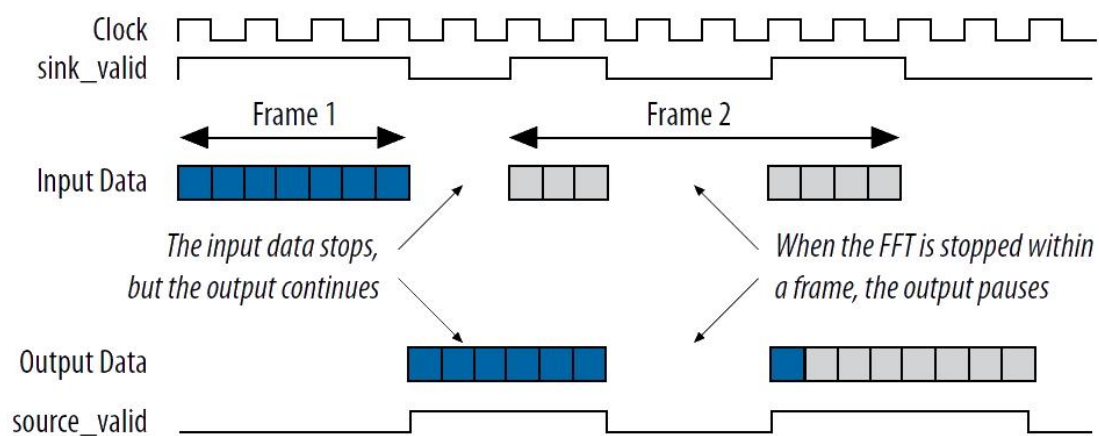 Clock
sink_valid
Frame 1
Frame 2
Input Data
The input data stops,
but the output continues
When the FFT is stopped within
a frame, the output pauses
Output Data
source_valid